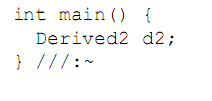 int main() {
  Derived2 d2;
} ///:~